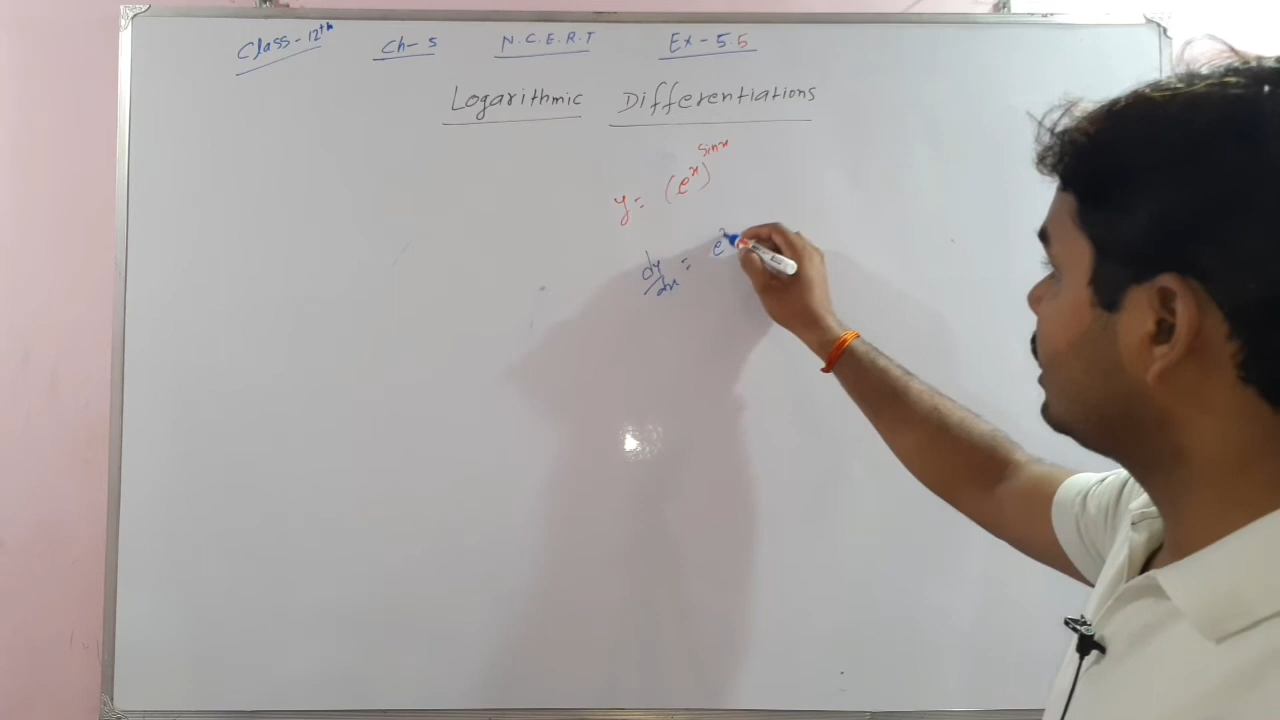 Class-12th Ch-5 N.C.E.R.T Ex-5.5
Logarithmic Differentiations
y = (e^x)^sinx
dy/dx = e^x